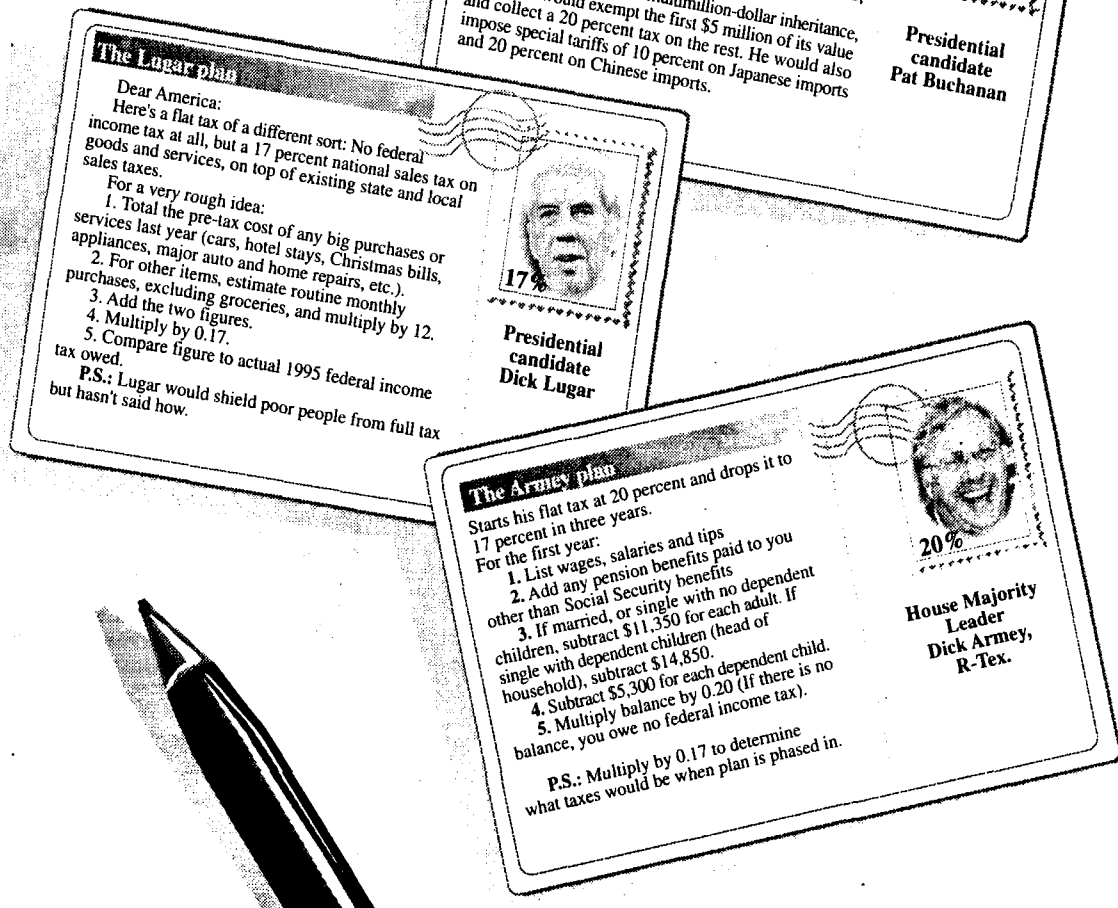 multimillion-dollar inheritance,
exempt the first $5 million of its value
and collect a 20 percent tax on the rest. He would also
impose special tariffs of 10 percent on Japanese imports
and 20 percent on Chinese imports.
Presidential
candidate
Pat Buchanan
The Lugar plan
Dear America:
Here's a flat tax of a different sort: No federal
income tax at all, but a 17 percent national sales tax on
goods and services, on top of existing state and local
sales taxes.
For a very rough idea:
1. Total the pre-tax cost of any big purchases or
services last year (cars, hotel stays, Christmas bills,
appliances, major auto and home repairs, etc.).
2. For other items, estimate routine monthly
purchases, excluding groceries, and multiply by 12.
3. Add the two figures.
4. Multiply by 0.17.
5. Compare figure to actual 1995 federal income
tax owed.
P.S.: Lugar would shield poor people from full tax
but hasn't said how.
17%
Presidential
candidate
Dick Lugar
The Armey plan
Starts his flat tax at 20 percent and drops it to
17 percent in three years.
For the first year:
1. List wages, salaries and tips
2. Add any pension benefits paid to you
other than Social Security benefits
3. If married, or single with no dependent
children, subtract $11,350 for each adult. If
single with dependent children (head of
household), subtract $14,850.
4. Subtract $5,300 for each dependent child.
5. Multiply balance by 0.20 (If there is no
balance, you owe no federal income tax).
P.S.: Multiply by 0.17 to determine
what taxes would be when plan is phased in.
20%
House Majority
Leader
Dick Armey,
R-Tex.